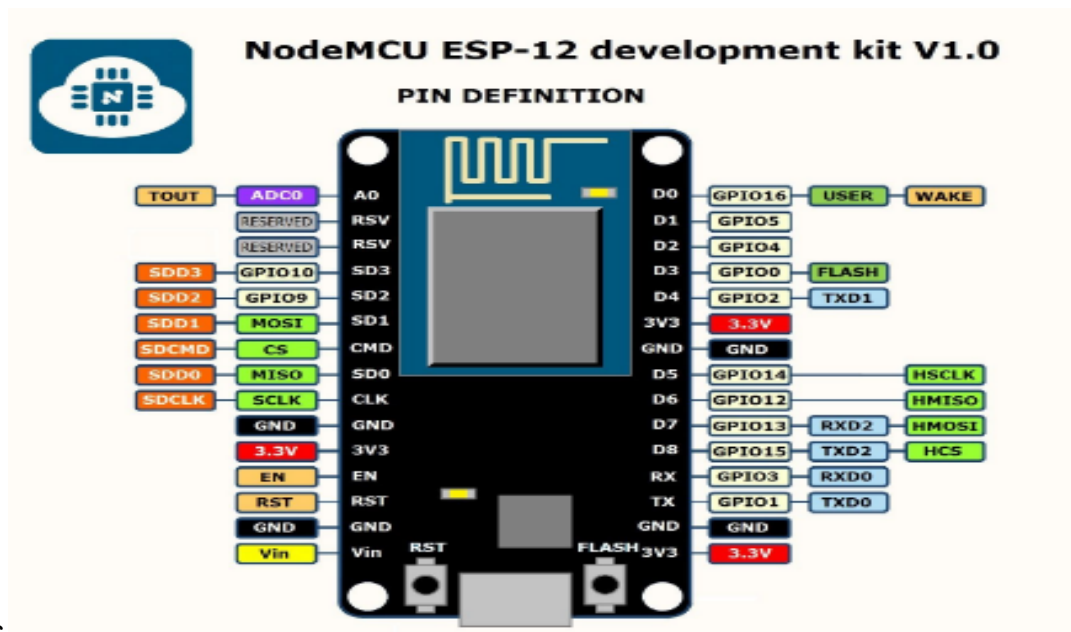 NodeMCU ESP-12 development kit V1.0
PIN DEFINITION
N
TOUT ADC0 A0 D0 GPIO16 USER WAKE
RESERVED RSV D1 GPIO5
RESERVED RSV D2 GPIO4
SDD3 GPIO10 SD3 D3 GPIO0 FLASH
SDD2 GPIO9 SD2 D4 GPIO2 TXD1
SDD1 MOSI SD1 3V3 3.3V
SDCMD CS CMD GND GND
SDD0 MISO SD0 D5 GPIO14 HSCLK
SDCLK SCLK CLK D6 GPIO12 HMISO
GND GND D7 GPIO13 RXD2 HMOSI
3.3V 3V3 D8 GPIO15 TXD2 HCS
EN EN RX GPIO3 RXD0
RST RST TX GPIO1 TXD0
GND GND GND GND
Vin Vin RST FLASH 3V3 3.3V